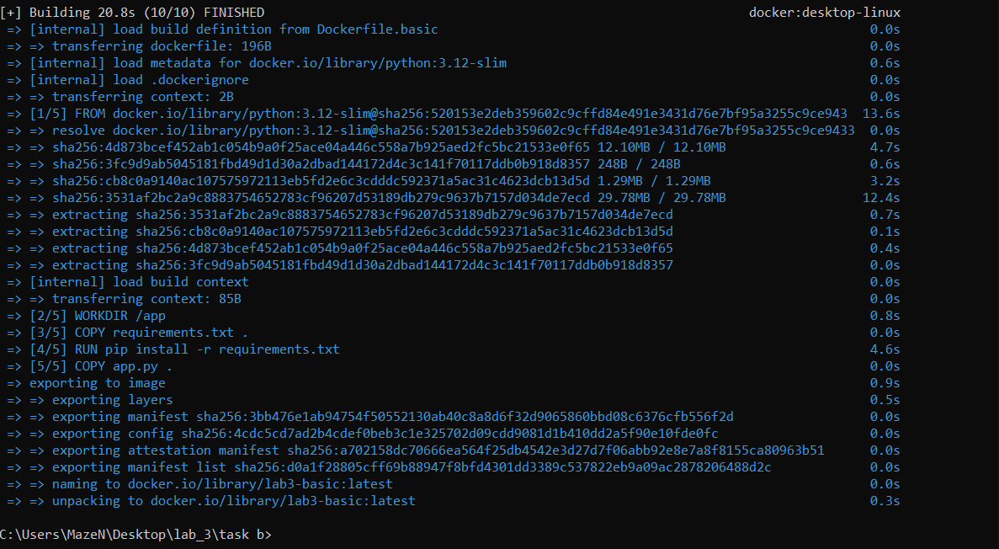 [+] Building 20.8s (10/10) FINISHED docker:desktop-linux
=> [internal] load build definition from Dockerfile.basic 0.0s
=> => transferring dockerfile: 196B 0.0s
=> [internal] load metadata for docker.io/library/python:3.12-slim 0.6s
=> [internal] load .dockerignore 0.0s
=> => transferring context: 2B 0.0s
=> [1/5] FROM docker.io/library/python:3.12-slim@sha256:520153e2deb359602c9cffd84e491e3431d76e7bf95a3255c9ce943 13.6s
=> => resolve docker.io/library/python:3.12-slim@sha256:520153e2deb359602c9cffd84e491e3431d76e7bf95a3255c9ce9433 0.0s
=> => sha256:4d873bcef452ab1c054b9a0f25ace04a446c558a7b925aed2fc5bc21533e0f65 12.10MB / 12.10MB 4.7s
=> => sha256:3fc9d9ab5045181fbd49d1d30a2dbad144172d4c3c141f70117ddb0b918d8357 248B / 248B 0.6s
=> => sha256:cb8c0a9140ac107575972113eb5fd2e6c3cdddc592371a5ac31c4623dcb13d5d 1.29MB / 1.29MB 3.2s
=> => sha256:3531af2bc2a9c8883754652783cf96207d53189db279c9637b7157d034de7ecd 29.78MB / 29.78MB 12.4s
=> => extracting sha256:3531af2bc2a9c8883754652783cf96207d53189db279c9637b7157d034de7ecd 0.7s
=> => extracting sha256:cb8c0a9140ac107575972113eb5fd2e6c3cdddc592371a5ac31c4623dcb13d5d 0.1s
=> => extracting sha256:4d873bcef452ab1c054b9a0f25ace04a446c558a7b925aed2fc5bc21533e0f65 0.4s
=> => extracting sha256:3fc9d9ab5045181fbd49d1d30a2dbad144172d4c3c141f70117ddb0b918d8357 0.0s
=> [internal] load build context 0.0s
=> => transferring context: 85B 0.0s
=> [2/5] WORKDIR /app 0.8s
=> [3/5] COPY requirements.txt . 0.0s
=> [4/5] RUN pip install -r requirements.txt 4.6s
=> [5/5] COPY app.py . 0.0s
=> exporting to image 0.9s
=> => exporting layers 0.5s
=> => exporting manifest sha256:3bb476e1ab94754f50552130ab40c8a8d6f32d9065860bbd08c6376cfb556f2d 0.0s
=> => exporting config sha256:4cdc5cd7ad2b4cdef0beb3c1e325702d09cdd9081d1b410dd2a5f90e10fde0fc 0.0s
=> => exporting attestation manifest sha256:a702158dc70666ea564f25db4542e3d27d7f06abb92e8e7a8f8155ca80963b51 0.0s
=> => exporting manifest list sha256:d0a1f28805cff69b88947f8bfd4301dd3389c537822eb9a09ac2878206488d2c 0.0s
=> => naming to docker.io/library/lab3-basic:latest 0.0s
=> => unpacking to docker.io/library/lab3-basic:latest 0.3s
C:\Users\MazeN\Desktop\lab_3\task b>